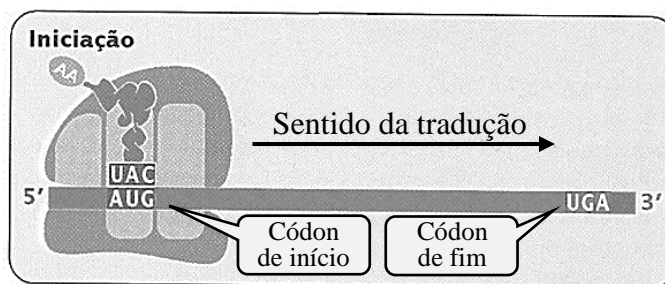 Iniciação
AA
Sentido da tradução
UAC
5' AUG UGA 3'
Códon
de início
Códon
de fim